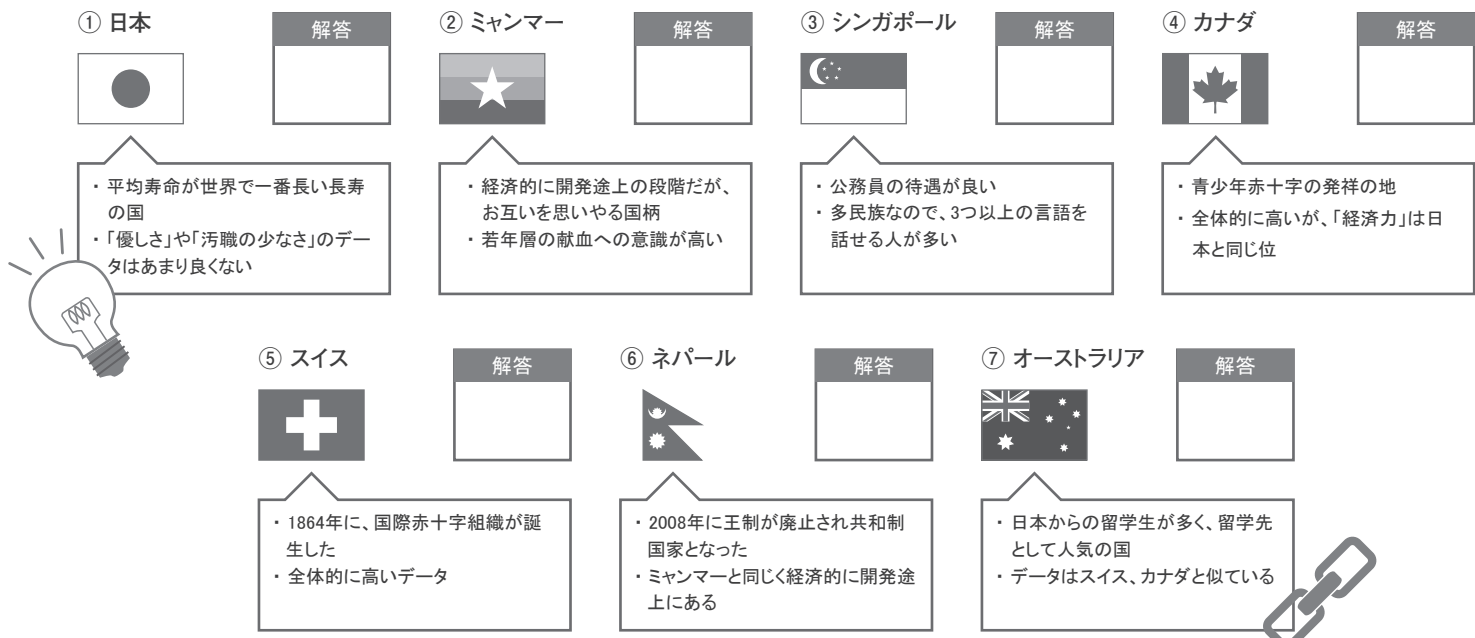 ① 日本
解答
② ミャンマー
解答
③ シンガポール
解答
④ カナダ
解答
・平均寿命が世界で一番長い長寿
の国
・「優しさ」や「汚職の少なさ」のデー
タはあまり良くない
・経済的に開発途上の段階だが、
お互いを思いやる国柄
・若年層の献血への意識が高い
・公務員の待遇が良い
・多民族なので、3つ以上の言語を
話せる人が多い
・青少年赤十字の発祥の地
・全体的に高いが、「経済力」は日
本と同じ位
⑤ スイス
解答
⑥ ネパール
解答
⑦ オーストラリア
解答
・1864年に、国際赤十字組織が誕
生した
・全体的に高いデータ
・2008年に王制が廃止され共和制
国家となった
・ミャンマーと同じく経済的に開発途
上にある
・日本からの留学生が多く、留学先
として人気の国
・データはスイス、カナダと似ている